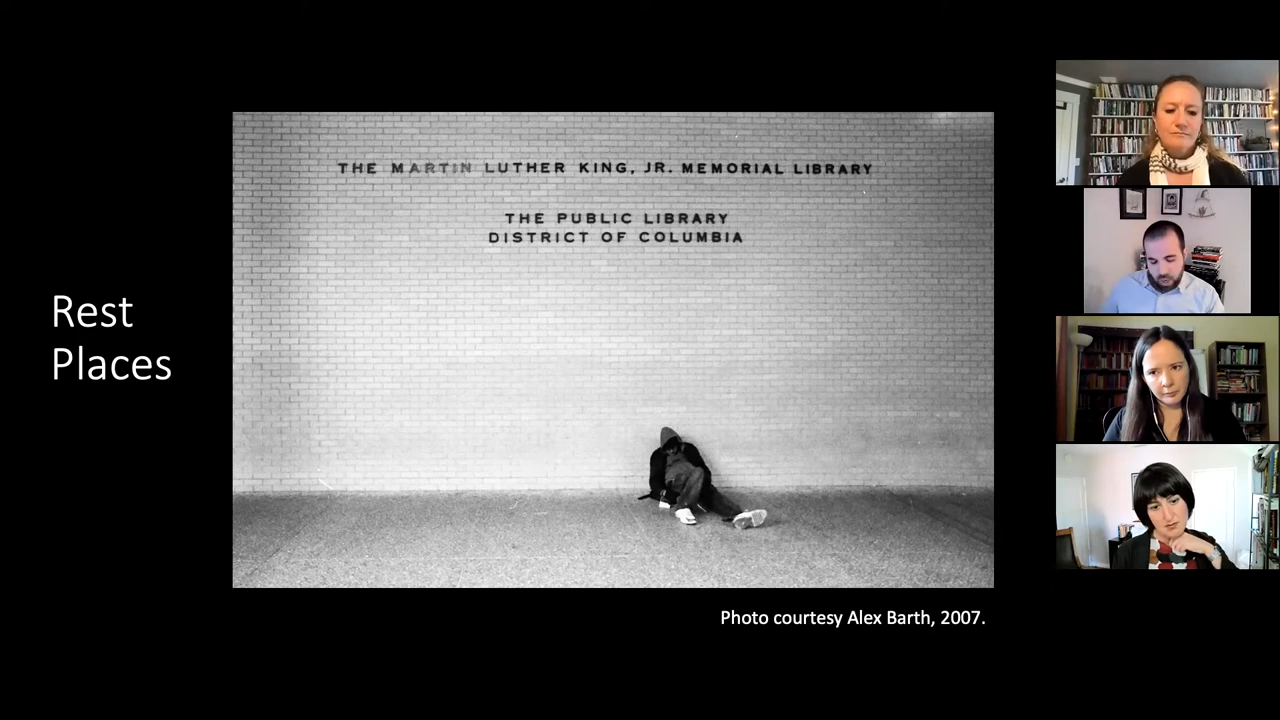 Rest
Places
THE MARTIN LUTHER KING, JR. MEMORIAL LIBRARY
THE PUBLIC LIBRARY
DISTRICT OF COLUMBIA
Photo courtesy Alex Barth, 2007.